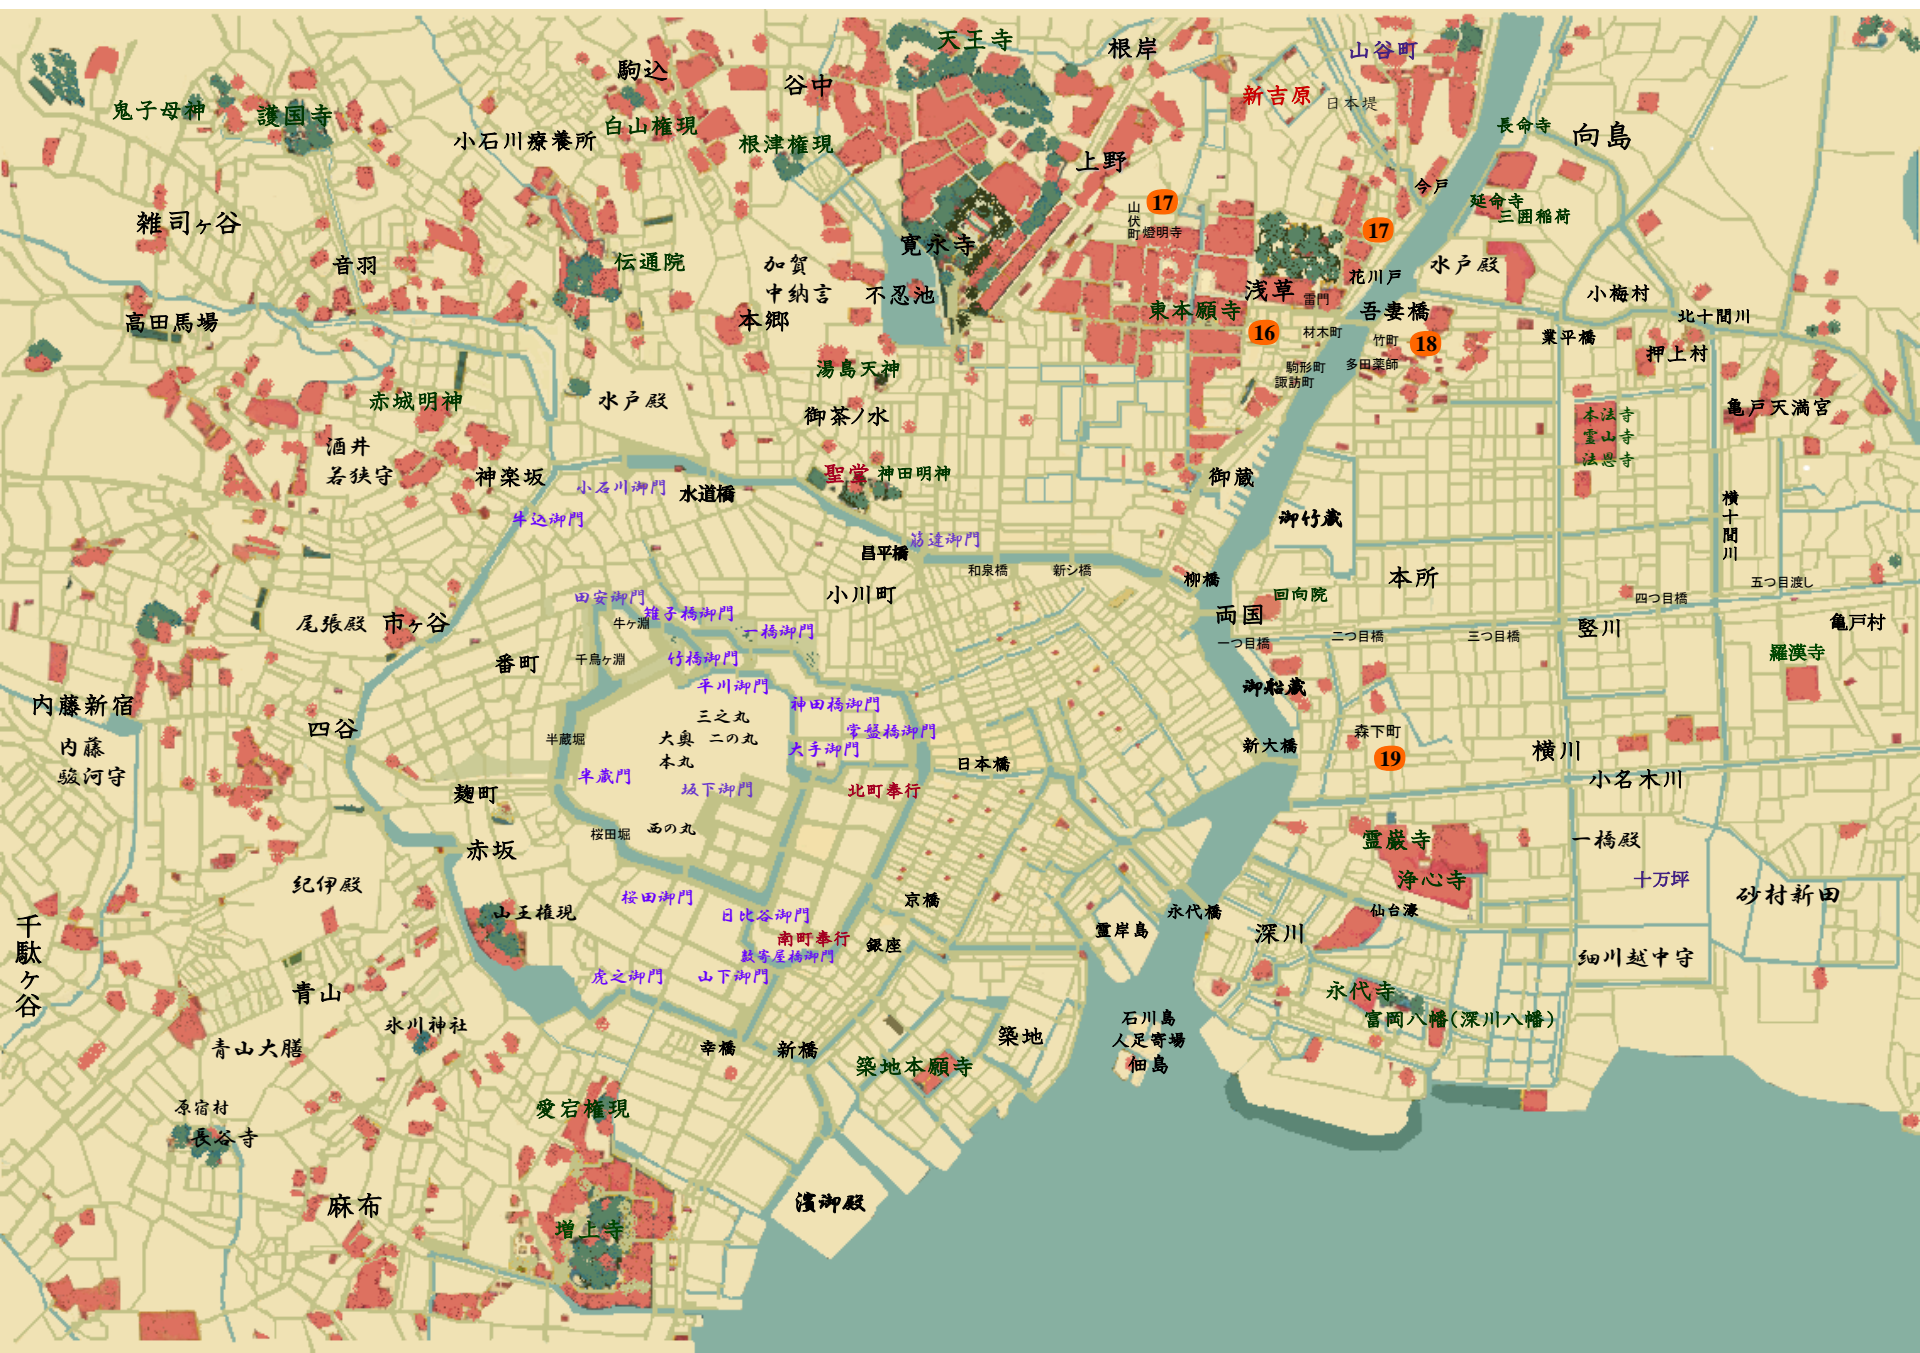 天王寺
根岸
山谷町
駒込
谷中
新吉原
日本堤
鬼子母神
護国寺
白山権現
小石川療養所
根津権現
長命寺
向島
上野
今戸
17
山伏町
燈明寺
延命寺
三囲稲荷
雑司ヶ谷
17
寛永寺
音羽
伝通院
加賀
中納言
不忍池
水戸殿
花川戸
浅草
雷門
小梅村
高田馬場
本郷
東本願寺
吾妻橋
北十間川
16
材木町
竹町
18
業平橋
押上村
湯島天神
駒形町
多田薬師
諏訪町
赤城明神
水戸殿
御茶ノ水
本法寺
霊山寺
法恩寺
亀戸天満宮
酒井
若狭守
神楽坂
聖堂
神田明神
御蔵
小石川御門
水道橋
横十間川
牛込御門
御竹蔵
筋違御門
昌平橋
和泉橋
新シ橋
柳橋
本所
五つ目渡し
田安御門
小川町
回向院
四つ目橋
雉子橋御門
牛ヶ淵
尾張殿
市ヶ谷
一橋御門
両国
一つ目橋
二つ目橋
三つ目橋
竪川
亀戸村
番町
千鳥ヶ淵
竹橋御門
羅漢寺
平川御門
御船蔵
内藤新宿
神田橋御門
三之丸
四谷
常盤橋御門
大奥
二の丸
半蔵堀
大手御門
森下町
内藤
駿河守
本丸
日本橋
新大橋
19
横川
半蔵門
坂下御門
北町奉行
小名木川
麹町
西の丸
桜田堀
赤坂
霊巌寺
一橋殿
浄心寺
十万坪
砂村新田
紀伊殿
桜田御門
京橋
山王権現
日比谷御門
永代橋
仙台濠
千駄ヶ谷
南町奉行
銀座
霊岸島
深川
数寄屋橋御門
細川越中守
虎之御門
山下御門
青山
永代寺
富岡八幡(深川八幡)
石川島
人足寄場
佃島
氷川神社
青山大膳
幸橋
新橋
築地
築地本願寺
原宿村
長谷寺
愛宕権現
麻布
濱御殿
増上寺